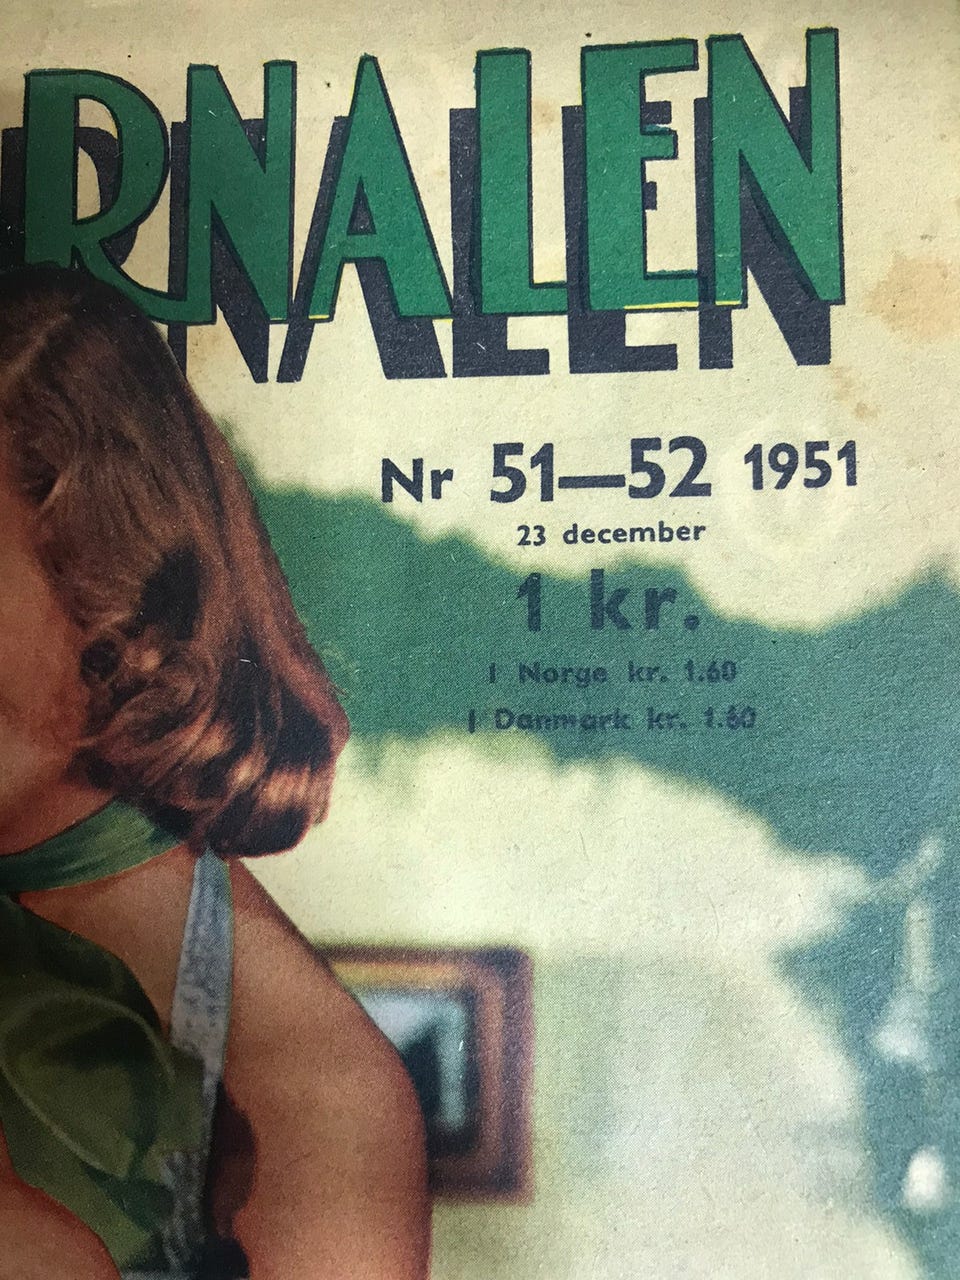 RNALEN
Nr 51—52 1951
23 december
1 kr.
I Norge kr. 1.60
I Danmark kr. 1.60